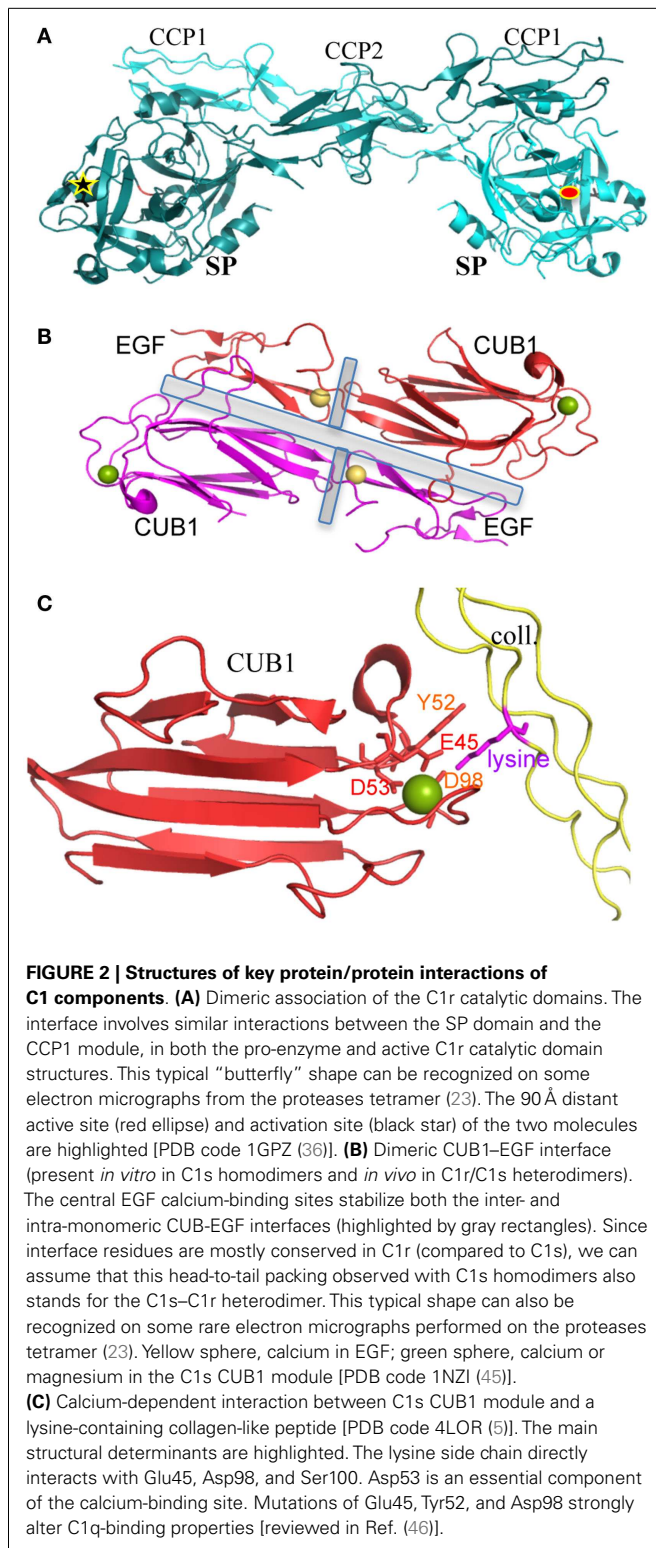 A
CCP1
CCP2
CCP1
SP
SP
B
EGF
CUB1
CUB1
EGF
C
CUB1
coll.
Y52
E45
lysine
D53
D98
FIGURE 2 | Structures of key protein/protein interactions of
C1 components. (A) Dimeric association of the C1r catalytic domains. The
interface involves similar interactions between the SP domain and the
CCP1 module, in both the pro-enzyme and active C1r catalytic domain
structures. This typical “butterfly” shape can be recognized on some
electron micrographs from the proteases tetramer (23). The 90 Å distant
active site (red ellipse) and activation site (black star) of the two molecules
are highlighted [PDB code 1GPZ (36)]. (B) Dimeric CUB1–EGF interface
(present in vitro in C1s homodimers and in vivo in C1r/C1s heterodimers).
The central EGF calcium-binding sites stabilize both the inter- and
intra-monomeric CUB-EGF interfaces (highlighted by gray rectangles). Since
interface residues are mostly conserved in C1r (compared to C1s), we can
assume that this head-to-tail packing observed with C1s homodimers also
stands for the C1s–C1r heterodimer. This typical shape can also be
recognized on some rare electron micrographs performed on the proteases
tetramer (23). Yellow sphere, calcium in EGF; green sphere, calcium or
magnesium in the C1s CUB1 module [PDB code 1NZI (45)].
(C) Calcium-dependent interaction between C1s CUB1 module and a
lysine-containing collagen-like peptide [PDB code 4LOR (5)]. The main
structural determinants are highlighted. The lysine side chain directly
interacts with Glu45, Asp98, and Ser100. Asp53 is an essential component
of the calcium-binding site. Mutations of Glu45, Tyr52, and Asp98 strongly
alter C1q-binding properties [reviewed in Ref. (46)].